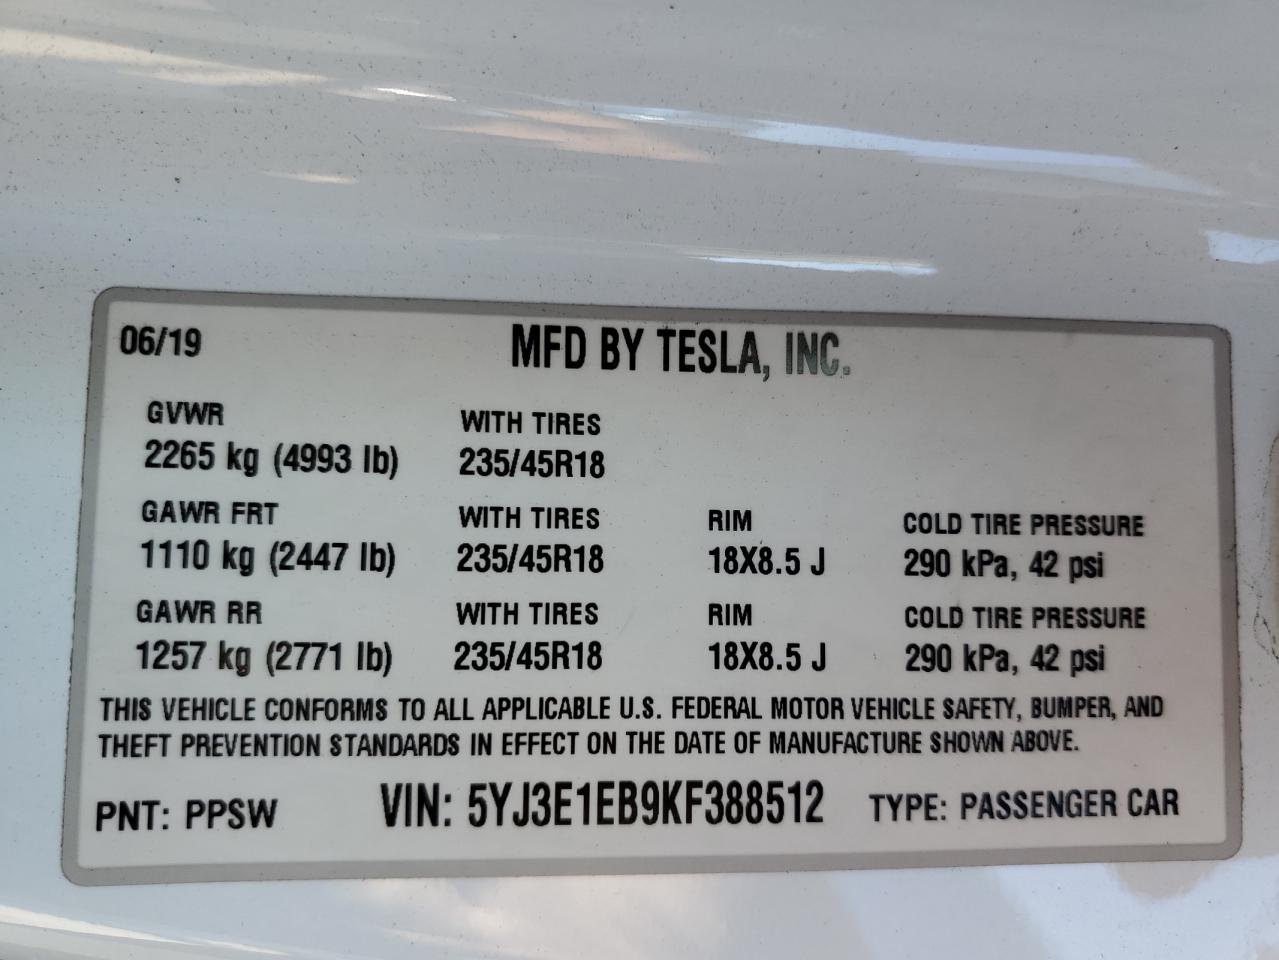 06/19 MFD BY TESLA, INC.
GVWR WITH TIRES
2265 kg (4993 lb) 235/45R18
GAWR FRT WITH TIRES RIM COLD TIRE PRESSURE
1110 kg (2447 lb) 235/45R18 18X8.5 J 290 kPa, 42 psi
GAWR RR WITH TIRES RIM COLD TIRE PRESSURE
1257 kg (2771 lb) 235/45R18 18X8.5 J 290 kPa, 42 psi
THIS VEHICLE CONFORMS TO ALL APPLICABLE U.S. FEDERAL MOTOR VEHICLE SAFETY, BUMPER, AND
THEFT PREVENTION STANDARDS IN EFFECT ON THE DATE OF MANUFACTURE SHOWN ABOVE.
PNT: PPSW VIN: 5YJ3E1EB9KF388512 TYPE: PASSENGER CAR